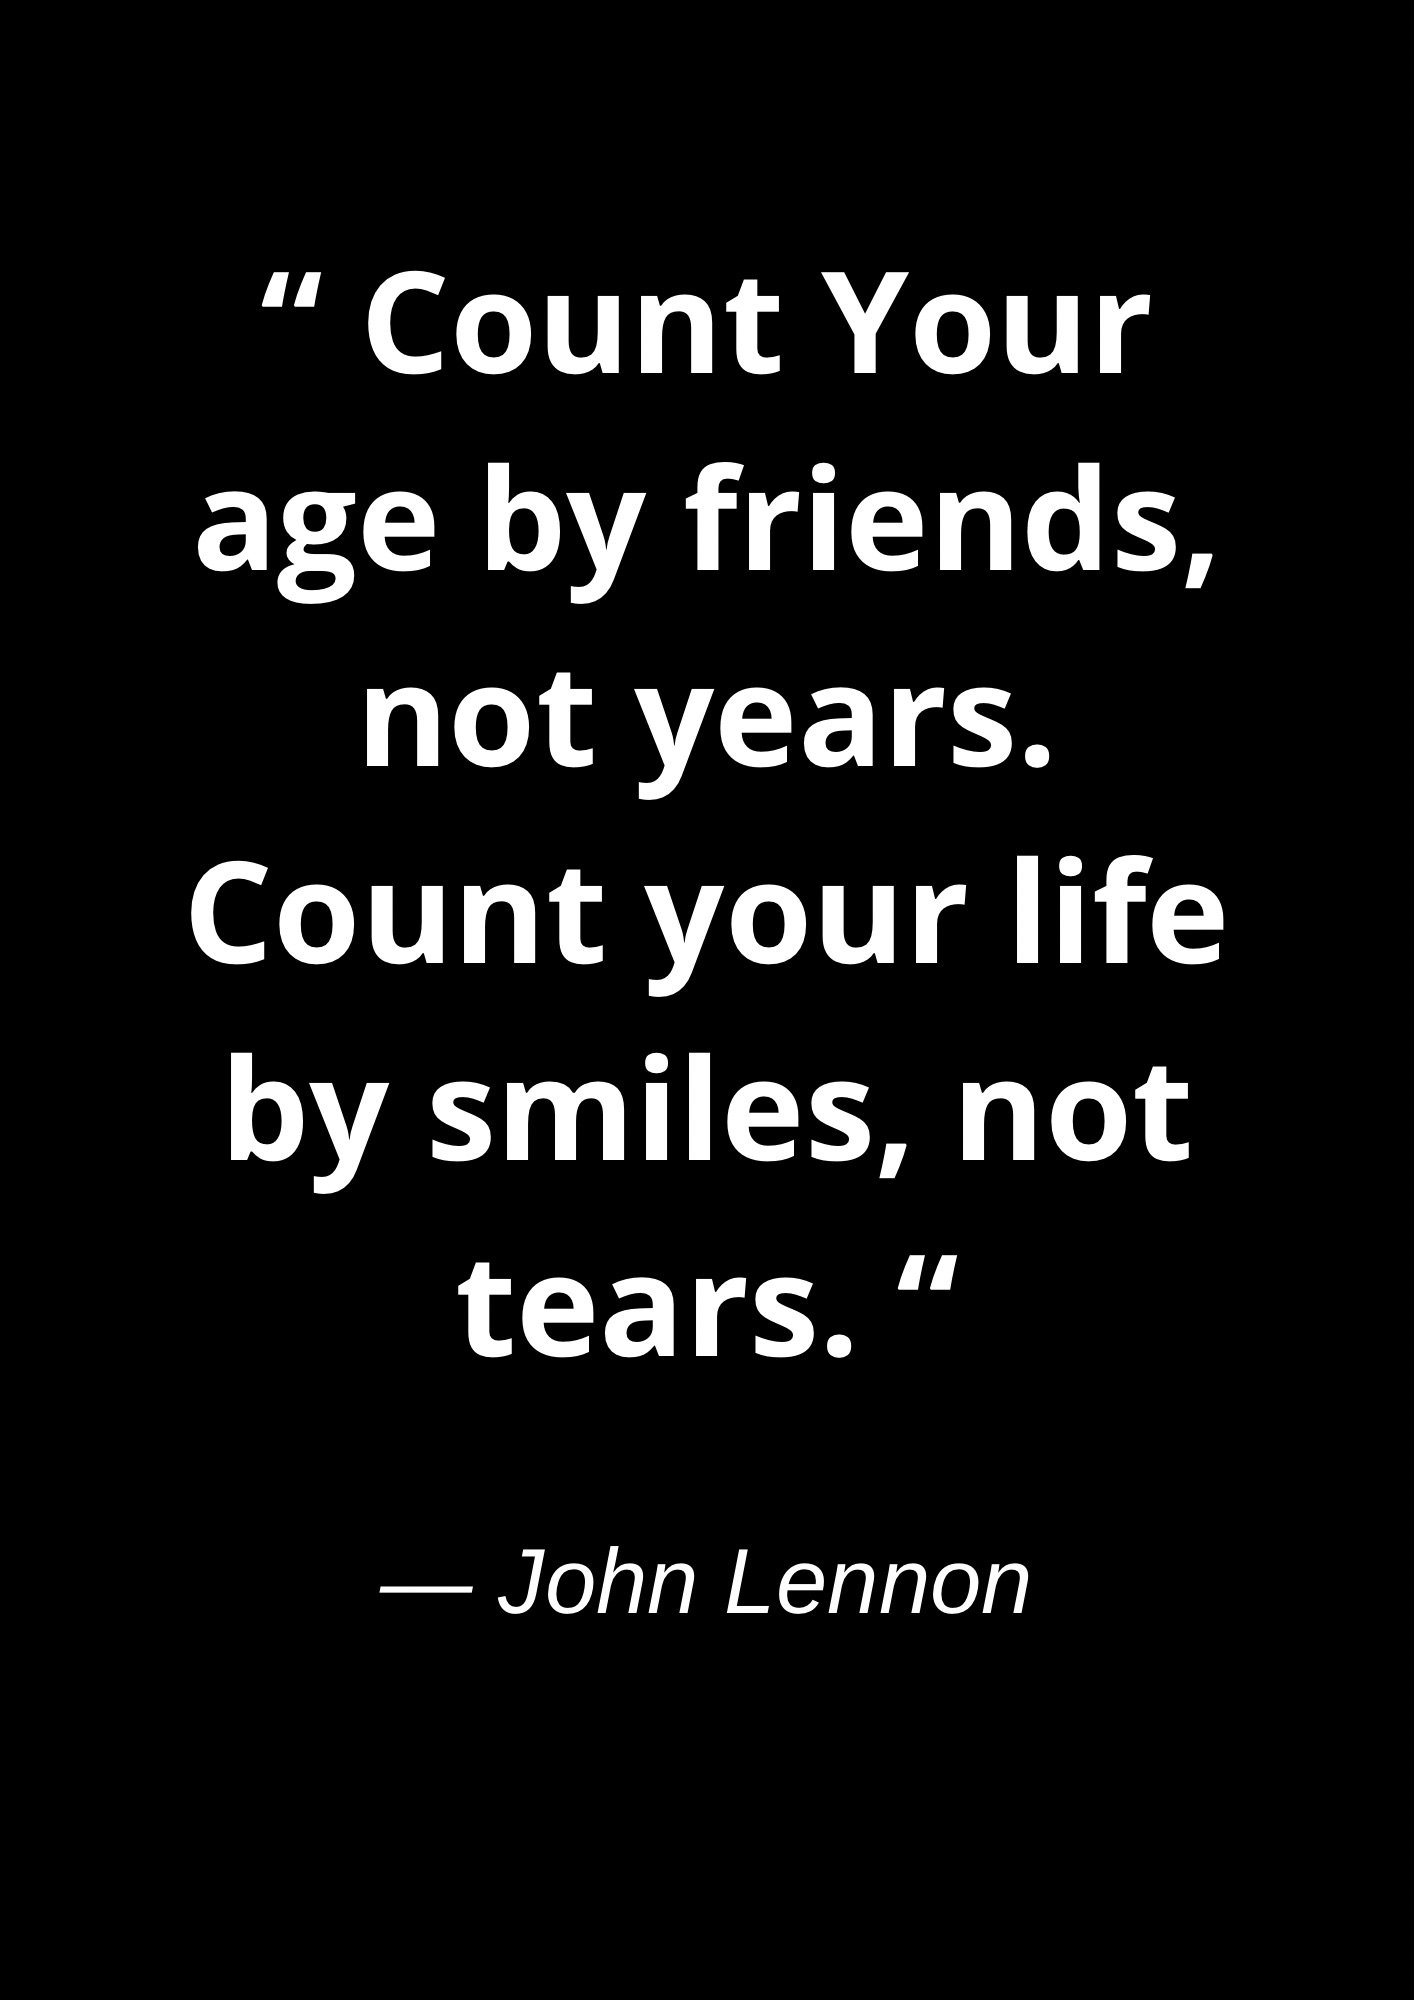 “ Count Your
age by friends,
not years.
Count your life
by smiles, not
tears. “
— John Lennon